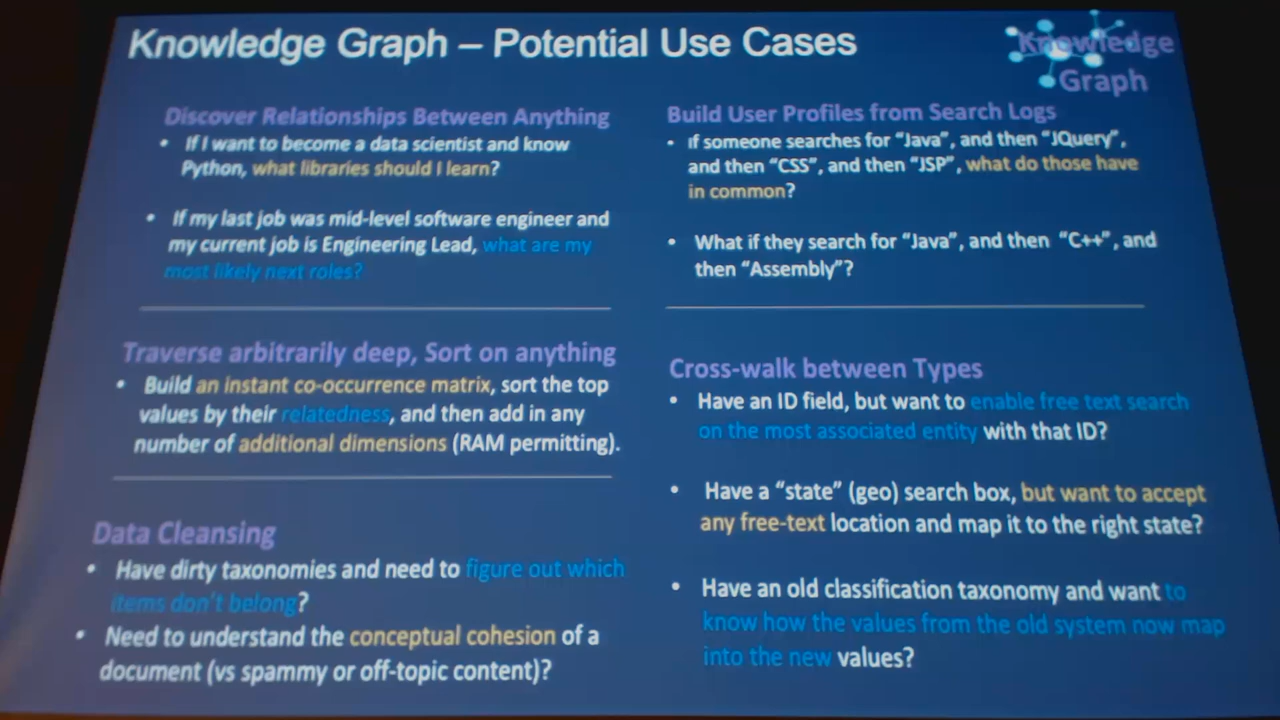 Knowledge Graph – Potential Use Cases
Knowledge
Graph
Discover Relationships Between Anything
• If I want to become a data scientist and know
Python, what libraries should I learn?
• If my last job was mid-level software engineer and
my current job is Engineering Lead, what are my
most likely next roles?
Traverse arbitrarily deep, Sort on anything
• Build an instant co-occurrence matrix, sort the top
values by their relatedness, and then add in any
number of additional dimensions (RAM permitting).
Data Cleansing
• Have dirty taxonomies and need to figure out which
items don't belong?
• Need to understand the conceptual cohesion of a
document (vs spammy or off-topic content)?
Build User Profiles from Search Logs
• If someone searches for “Java”, and then “JQuery”,
and then “CSS”, and then “JSP”, what do those have
in common?
• What if they search for “Java”, and then “C++”, and
then “Assembly”?
Cross-walk between Types
• Have an ID field, but want to enable free text search
on the most associated entity with that ID?
• Have a “state” (geo) search box, but want to accept
any free-text location and map it to the right state?
• Have an old classification taxonomy and want to
know how the values from the old system now map
into the new values?